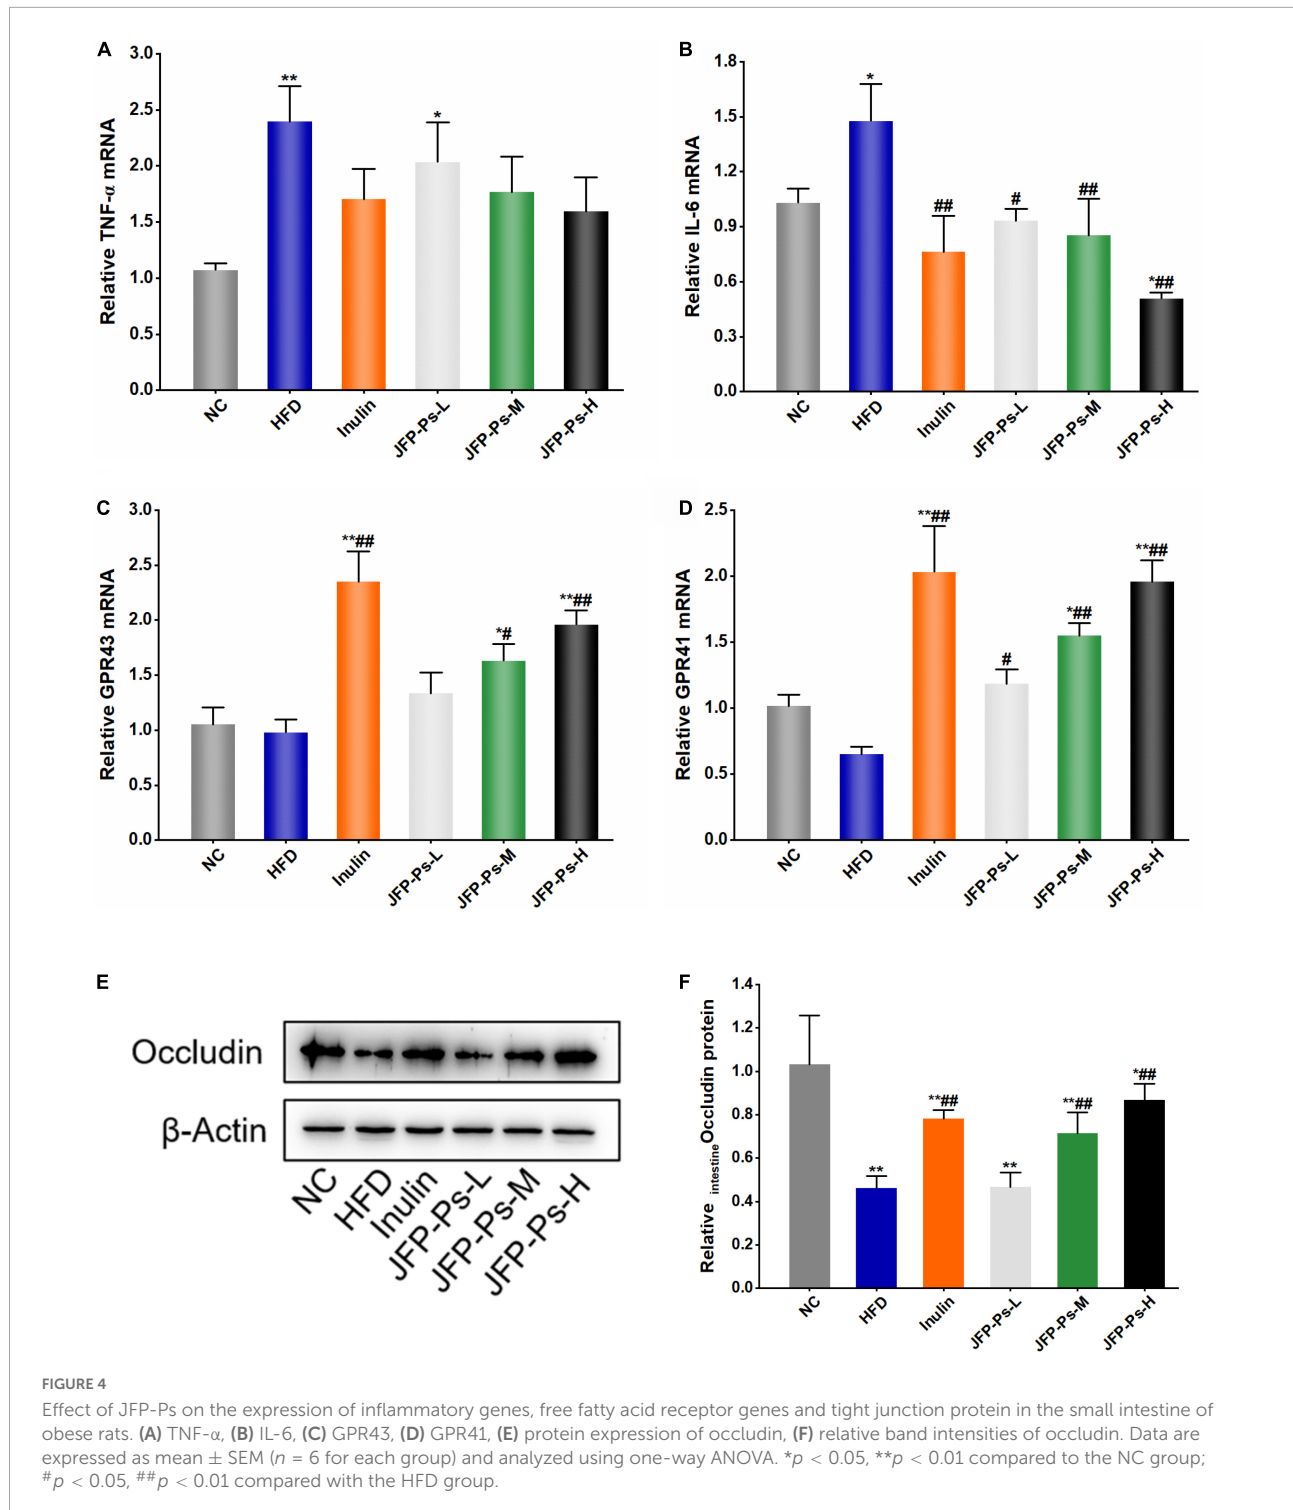 A
Relative TNF-α mRNA
3.0
2.5
2.0
1.5
1.0
0.5
0.0
**
*
NC
HFD
Inulin
JFP-Ps-L
JFP-Ps-M
JFP-Ps-H
B
Relative IL-6 mRNA
1.8
1.5
1.2
0.9
0.6
0.3
0.0
*
##
#
##
*##
NC
HFD
Inulin
JFP-Ps-L
JFP-Ps-M
JFP-Ps-H
C
Relative GPR43 mRNA
3.0
2.5
2.0
1.5
1.0
0.5
0.0
**##
*#
**##
NC
HFD
Inulin
JFP-Ps-L
JFP-Ps-M
JFP-Ps-H
D
Relative GPR41 mRNA
2.5
2.0
1.5
1.0
0.5
0.0
**##
#
*##
**##
NC
HFD
Inulin
JFP-Ps-L
JFP-Ps-M
JFP-Ps-H
E
Occludin
β-Actin
NC
HFD
Inulin
JFP-Ps-L
JFP-Ps-M
JFP-Ps-H
F
Relative intestineOccludin protein
1.4
1.2
1.0
0.8
0.6
0.4
0.2
0.0
**
**##
**
**##
*##
NC
HFD
Inulin
JFP-Ps-L
JFP-Ps-M
JFP-Ps-H
FIGURE 4
Effect of JFP-Ps on the expression of inflammatory genes, free fatty acid receptor genes and tight junction protein in the small intestine of
obese rats. (A) TNF-α, (B) IL-6, (C) GPR43, (D) GPR41, (E) protein expression of occludin, (F) relative band intensities of occludin. Data are
expressed as mean ± SEM (n = 6 for each group) and analyzed using one-way ANOVA. *p < 0.05, **p < 0.01 compared to the NC group;
#p < 0.05, ##p < 0.01 compared with the HFD group.